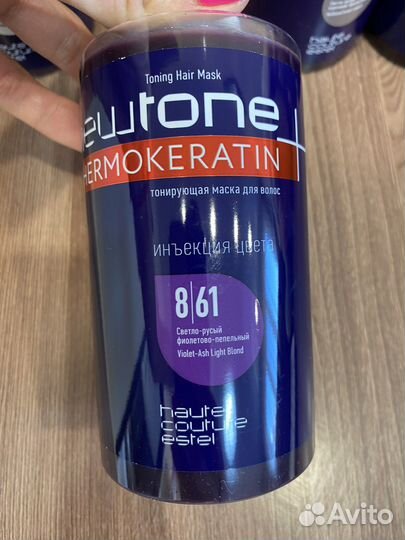 Toning Hair Mask
ewtone
ERMOKERATIN
тонирующая маска для волос
инъекция цвета
8|61
Светло-русый
фиолетово-пепельный
Violet-Ash Light Blond
haute
couture
estel
Avito